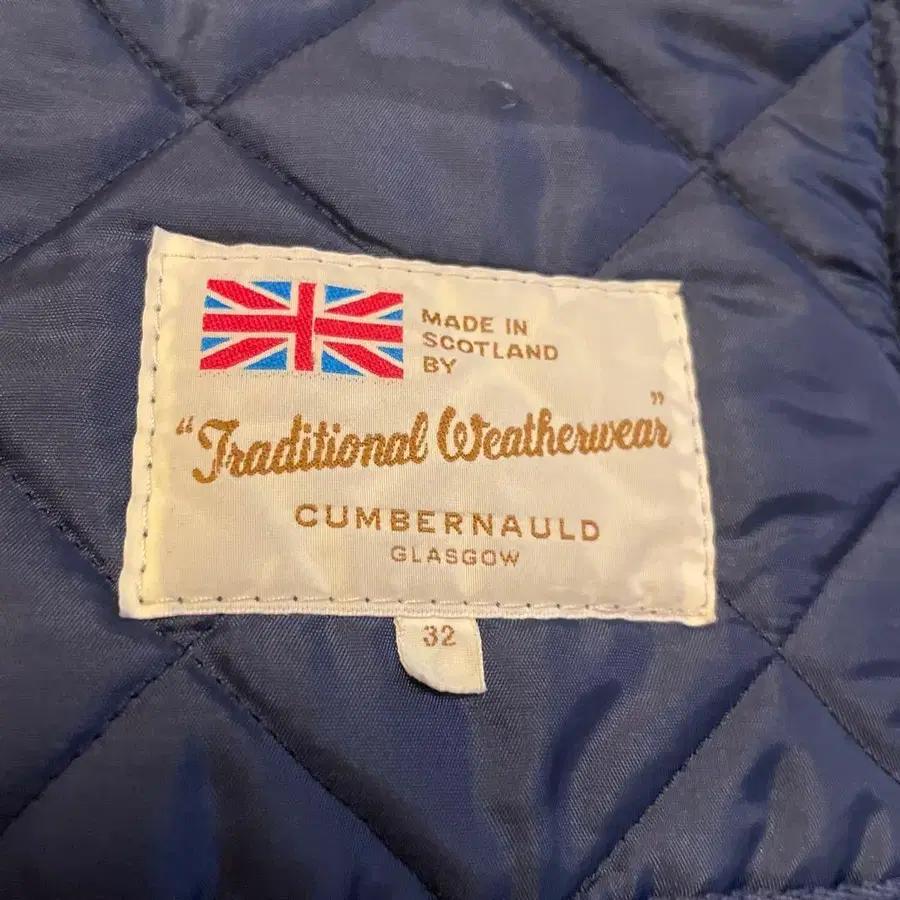 MADE IN
SCOTLAND
BY
"Traditional Weatherwear"
CUMBERNAULD
GLASGOW
32